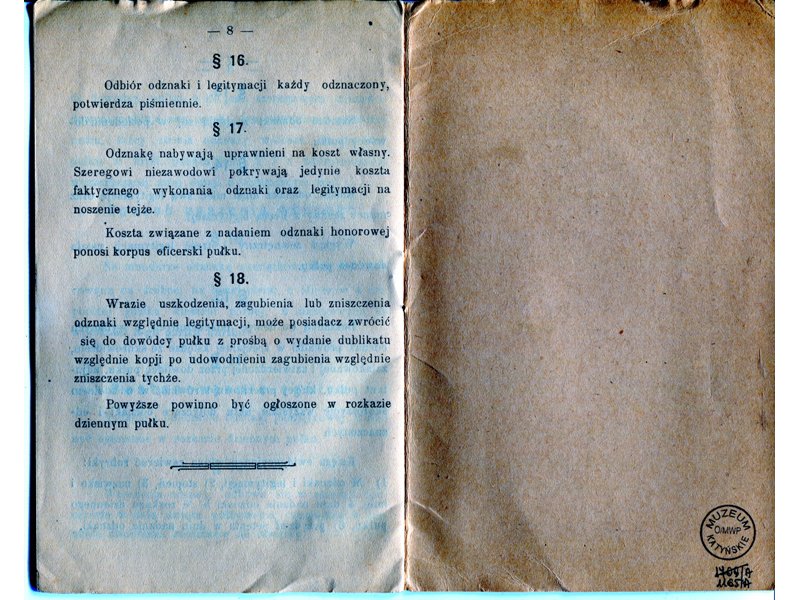 — 8 —
§ 16.
Odbiór odznaki i legitymacji każdy odznaczony,
potwierdza piśmiennie.
§ 17.
Odznakę nabywają uprawnieni na koszt własny.
Szeregowi niezawodowi pokrywają jedynie koszta
faktycznego wykonania odznaki oraz legitymacji na
noszenie tejże.
Koszta związane z nadaniem odznaki honorowej
ponosi korpus oficerski pułku.
§ 18.
Wrazie uszkodzenia, zagubienia lub zniszczenia
odznaki względnie legitymacji, może posiadacz zwrócić
się do dowódcy pułku z prośbą o wydanie dublikatu
względnie kopji po udowodnieniu zagubienia względnie
zniszczenia tychże.
Powyższe powinno być ogłoszone w rozkazie
dziennym pułku.
MUZEUM
O/MWP
KATYŃSKIE
1165/A